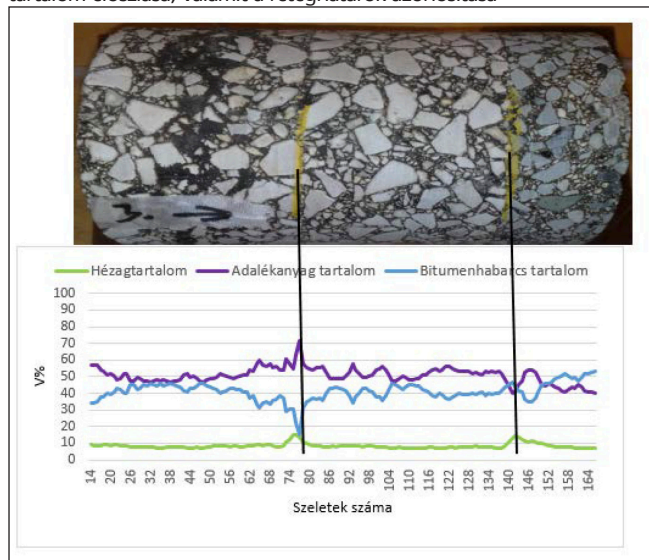 tartalom eloszlása, valamint a réteghatárok azonosítása
3.
Hézagtartalom Adalékanyag tartalom Bitumenhabarcs tartalom
100
90
80
70
60
50
40
30
20
10
0
V%
14 20 26 32 38 44 50 56 62 68 74 80 86 92 98 104 110 116 122 128 134 140 146 152 158 164
Szeletek száma